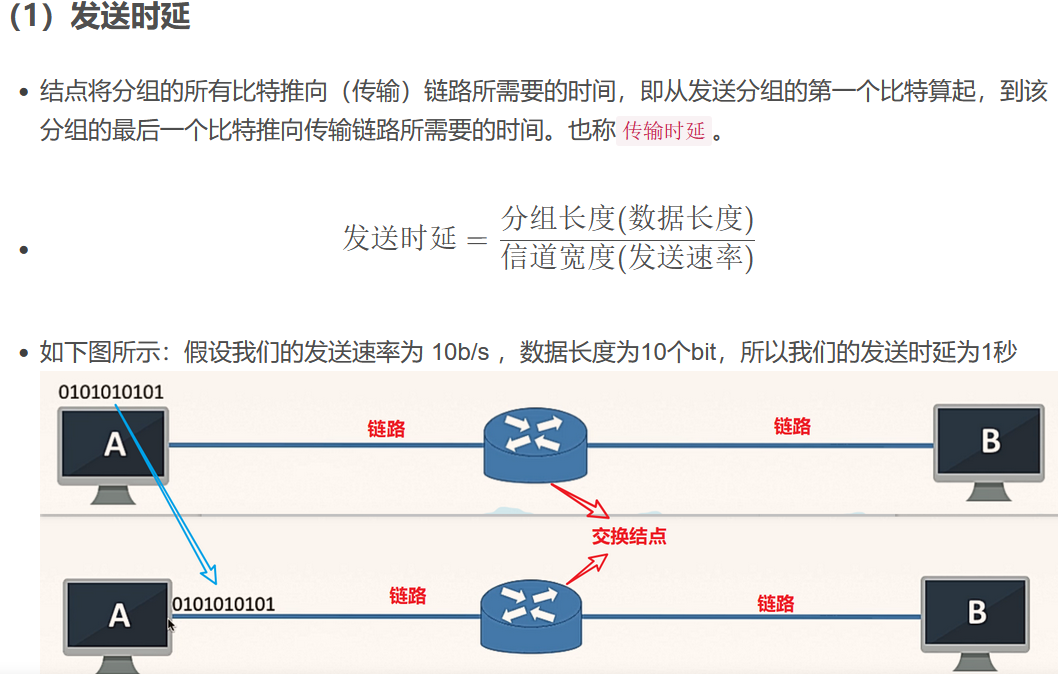 （1）发送时延
结点将分组的所有比特推向（传输）链路所需要的时间，即从发送分组的第一个比特算起，到该
分组的最后一个比特推向传输链路所需要的时间。也称 传输时延 。
发送时延 = 分组长度(数据长度)
信道宽度(发送速率)
如下图所示：假设我们的发送速率为 10b/s ，数据长度为10个bit，所以我们的发送时延为1秒
0101010101
A
链路
链路
B
交换结点
A
0101010101
链路
链路
B